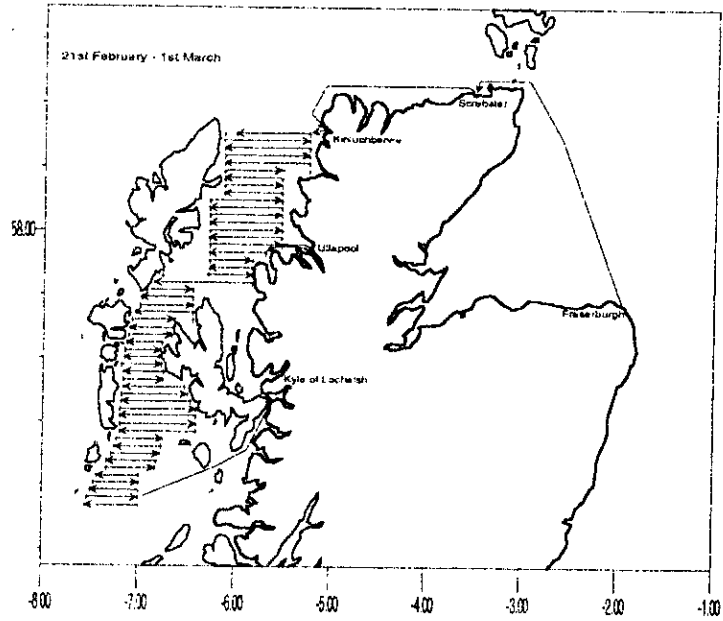 21st February - 1st March
Scrabster
Kinlochbervie
58.00
Ullapool
Fraserburgh
Kyle of Lochalsh
-8.00 -7.00 -6.00 -5.00 -4.00 -3.00 -2.00 -1.00